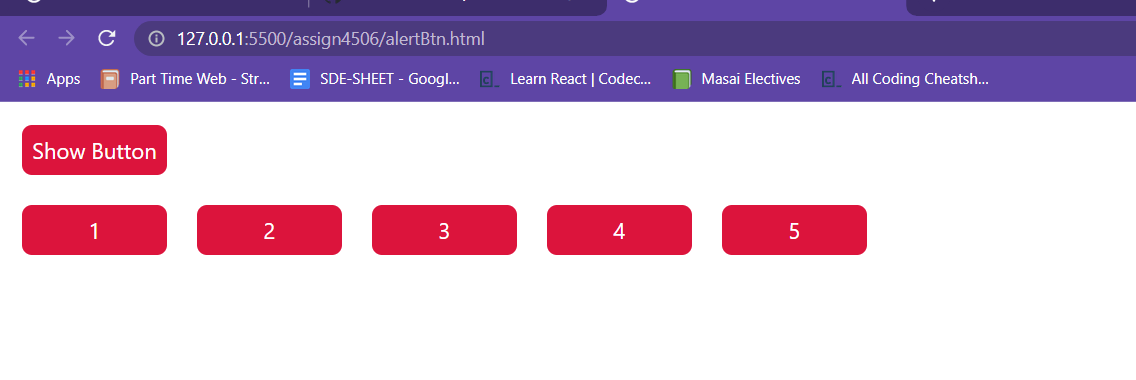 127.0.0.1:5500/assign4506/alertBtn.html
Apps Part Time Web - Str... SDE-SHEET - Googl... Learn React | Codec... Masai Electives All Coding Cheatsh...
Show Button
1 2 3 4 5